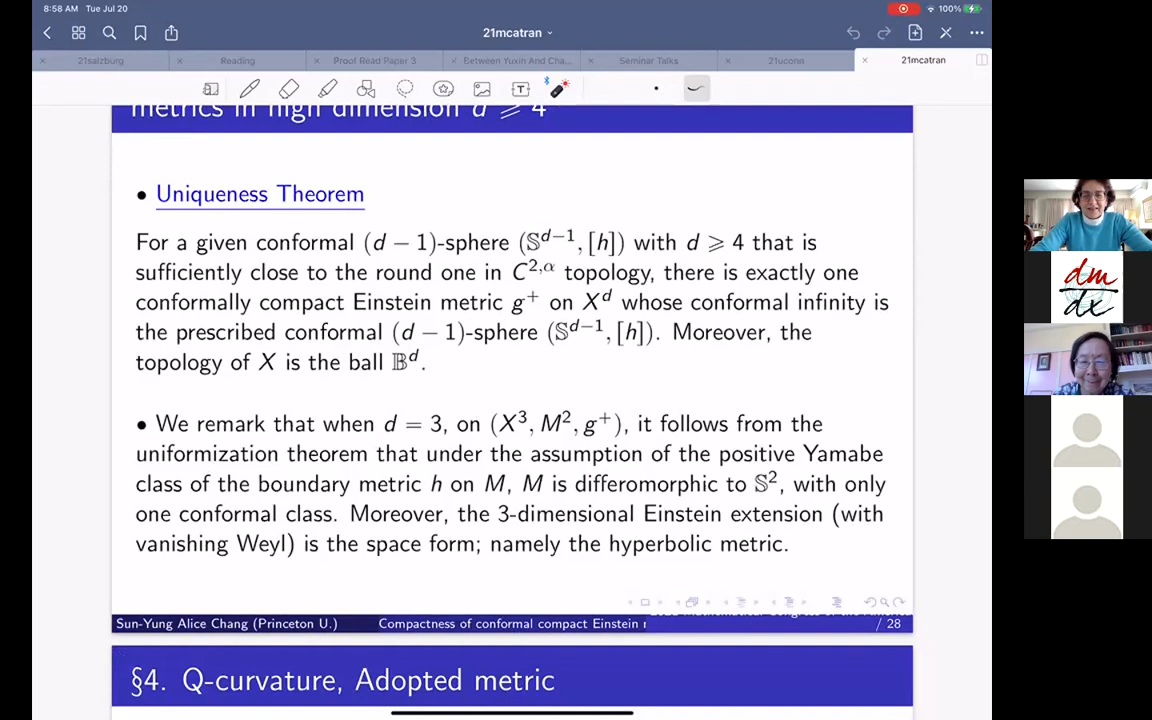 8:58 AM Tue Jul 20
100%
21mcatran
21salzburg
Reading
Proof Read Paper 3
Between Yuxin And Cha...
Seminar Talks
21uconn
21mcatran
metrics in high dimension d ⩾ 4
• Uniqueness Theorem
For a given conformal (d − 1)-sphere (𝕊^{d−1}, [h]) with d ⩾ 4 that is
sufficiently close to the round one in C^{2,α} topology, there is exactly one
conformally compact Einstein metric g^+ on X^d whose conformal infinity is
the prescribed conformal (d − 1)-sphere (𝕊^{d−1}, [h]). Moreover, the
topology of X is the ball 𝔹^d.
• We remark that when d = 3, on (X^3, M^2, g^+), it follows from the
uniformization theorem that under the assumption of the positive Yamabe
class of the boundary metric h on M, M is differomorphic to 𝕊^2, with only
one conformal class. Moreover, the 3-dimensional Einstein extension (with
vanishing Weyl) is the space form; namely the hyperbolic metric.
Sun-Yung Alice Chang (Princeton U.)
Compactness of conformal compact Einstein
/ 28
§4. Q-curvature, Adopted metric
dm
dx